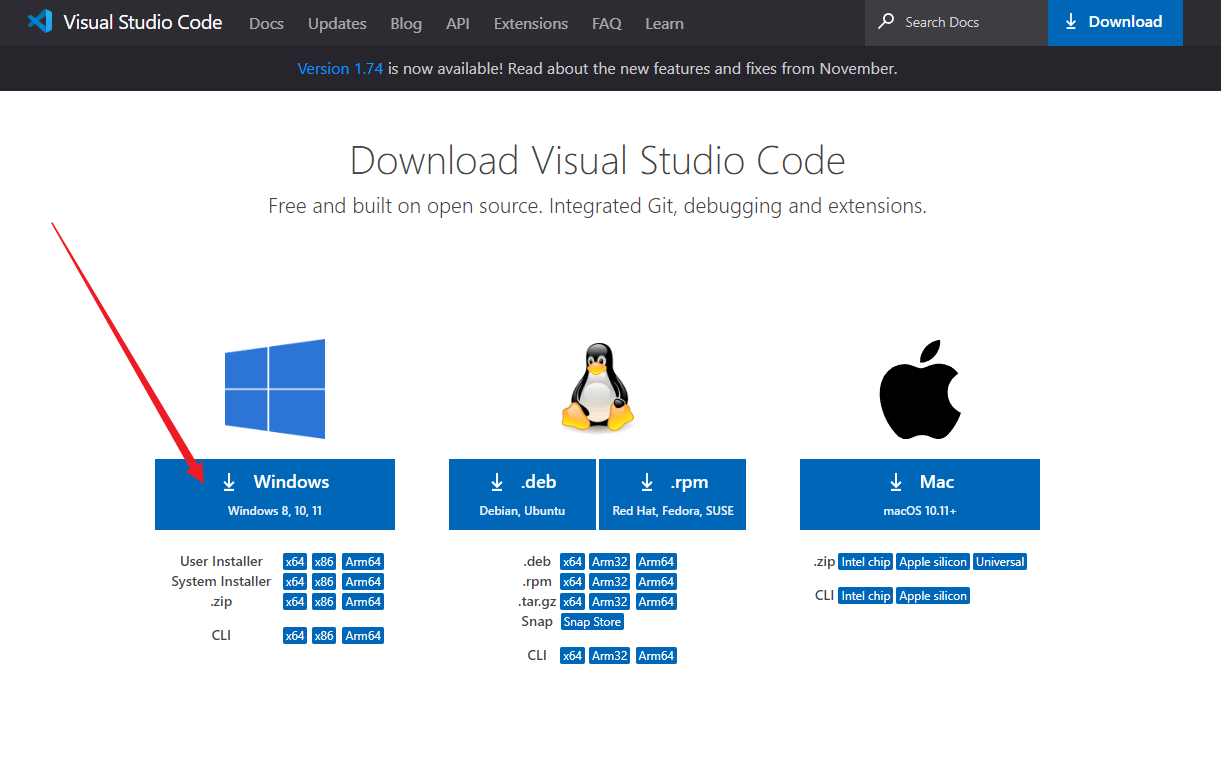 Visual Studio Code Docs Updates Blog API Extensions FAQ Learn Search Docs Download
Version 1.74 is now available! Read about the new features and fixes from November.
Download Visual Studio Code
Free and built on open source. Integrated Git, debugging and extensions.
Windows
Windows 8, 10, 11
User Installer x64 x86 Arm64
System Installer x64 x86 Arm64
.zip x64 x86 Arm64
CLI x64 x86 Arm64
.deb
Debian, Ubuntu
.rpm
Red Hat, Fedora, SUSE
.deb x64 Arm32 Arm64
.rpm x64 Arm32 Arm64
.tar.gz x64 Arm32 Arm64
Snap Snap Store
CLI x64 Arm32 Arm64
Mac
macOS 10.11+
.zip Intel chip Apple silicon Universal
CLI Intel chip Apple silicon